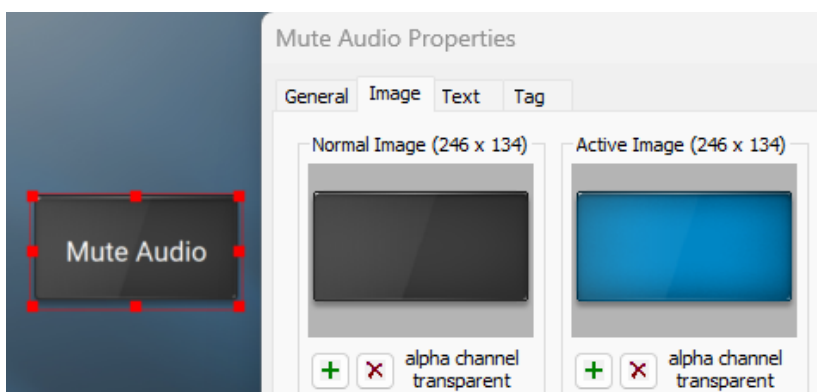 Mute Audio Properties
General Image Text Tag
Normal Image (246 x 134) Active Image (246 x 134)
Mute Audio
alpha channel
transparent
alpha channel
transparent